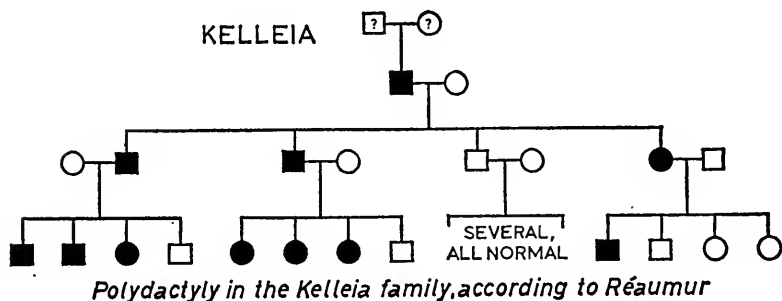 KELLEIA
? ?
SEVERAL,
ALL NORMAL
Polydactyly in the Kelleia family, according to Réaumur